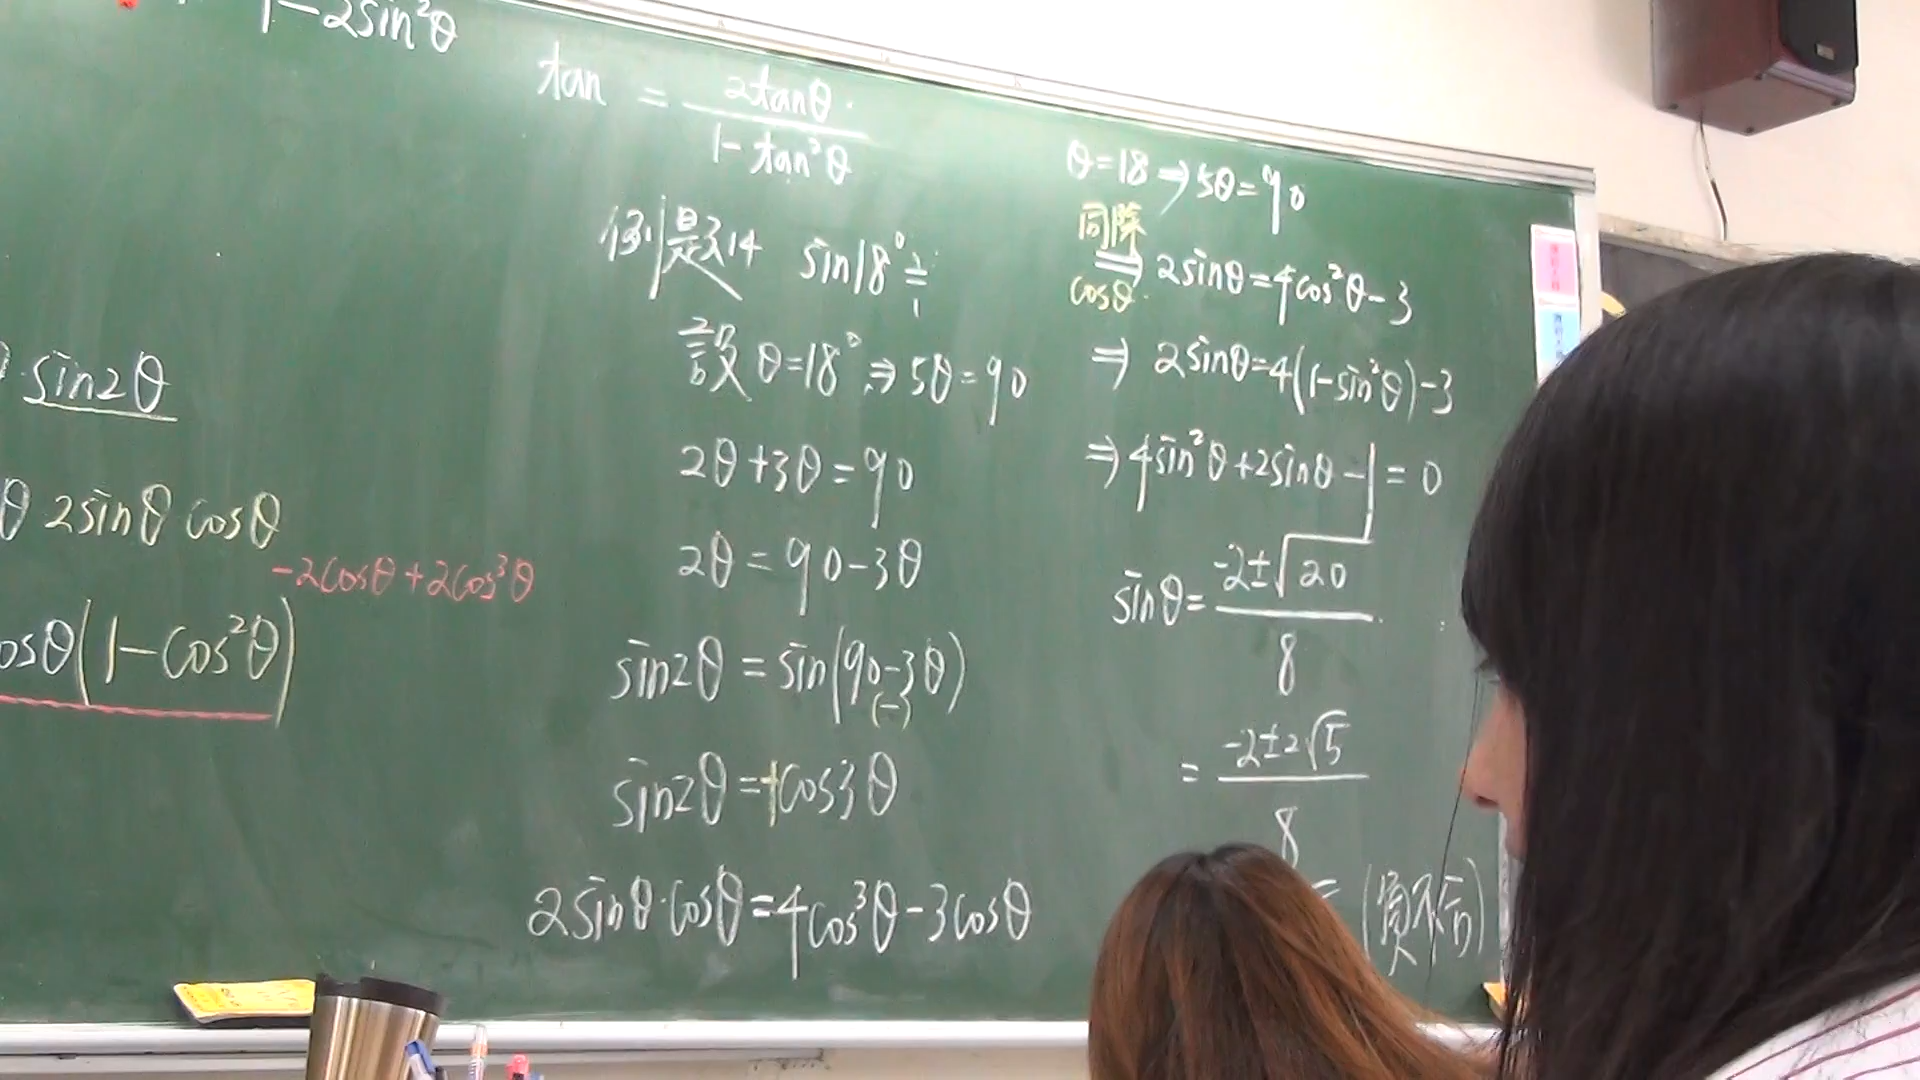 1-2sin²θ
sin2θ
θ 2sinθ cosθ
-2cosθ+2cos³θ
osθ(1-cos²θ)
tan = 2tanθ / 1-tan²θ
例題14 sin18°
設 θ=18° ⇒ 5θ=90
2θ+3θ=90
2θ=90-3θ
sin2θ=sin(90-3θ)
(-)
sin2θ=+cos3θ
2sinθ·cosθ=4cos³θ-3cosθ
θ=18 ⇒ 5θ=90
同除
cosθ
⇒ 2sinθ=4cos²θ-3
⇒ 2sinθ=4(1-sin²θ)-3
⇒ 4sin²θ+2sinθ-1=0
sinθ= -2±√20 / 8
= -2±2√5 / 8
= (負不合)